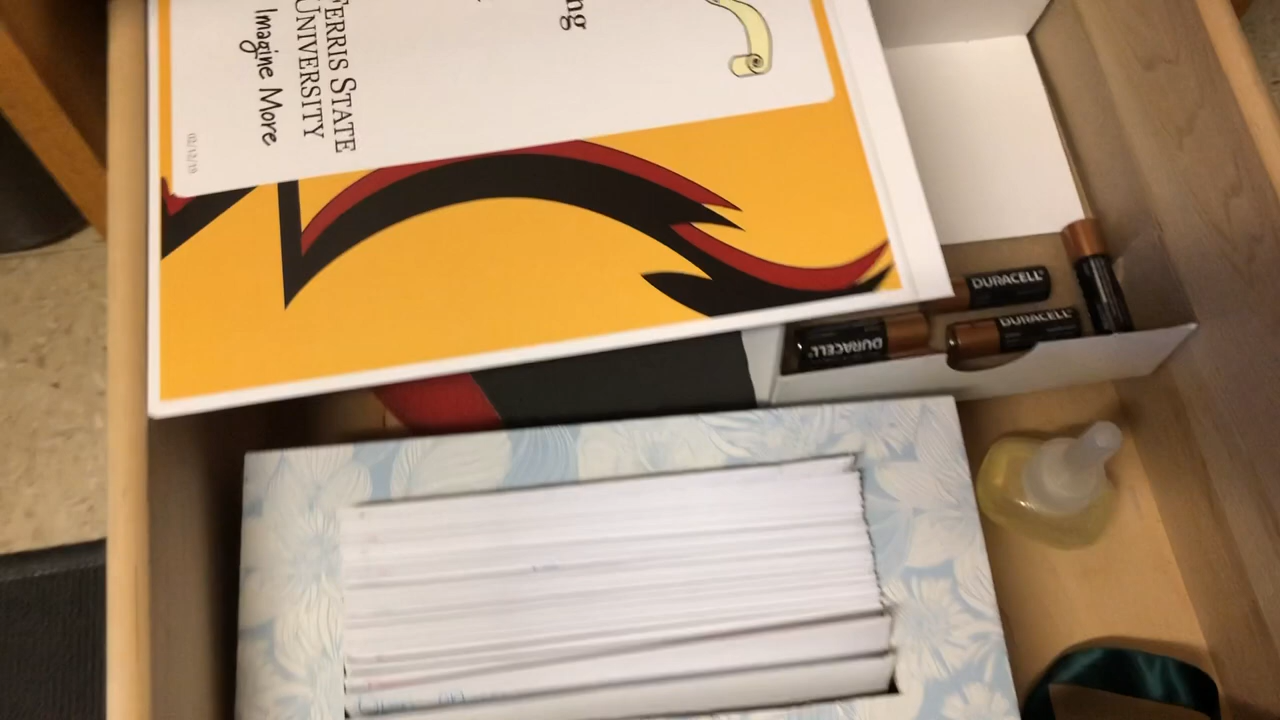 ng
FERRIS STATE
UNIVERSITY
Imagine More
DURACELL
DURACELL
DURACELL